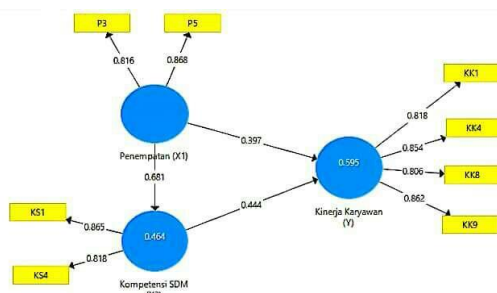 P3
P5
0.816
0.868
KK1
0.818
Penempatan (X1)
0.397
0.854
KK4
0.595
0.806
KK8
0.681
0.862
Kinerja Karyawan
(Y)
KK9
KS1
0.865
0.444
0.464
0.818
KS4
Kompetensi SDM